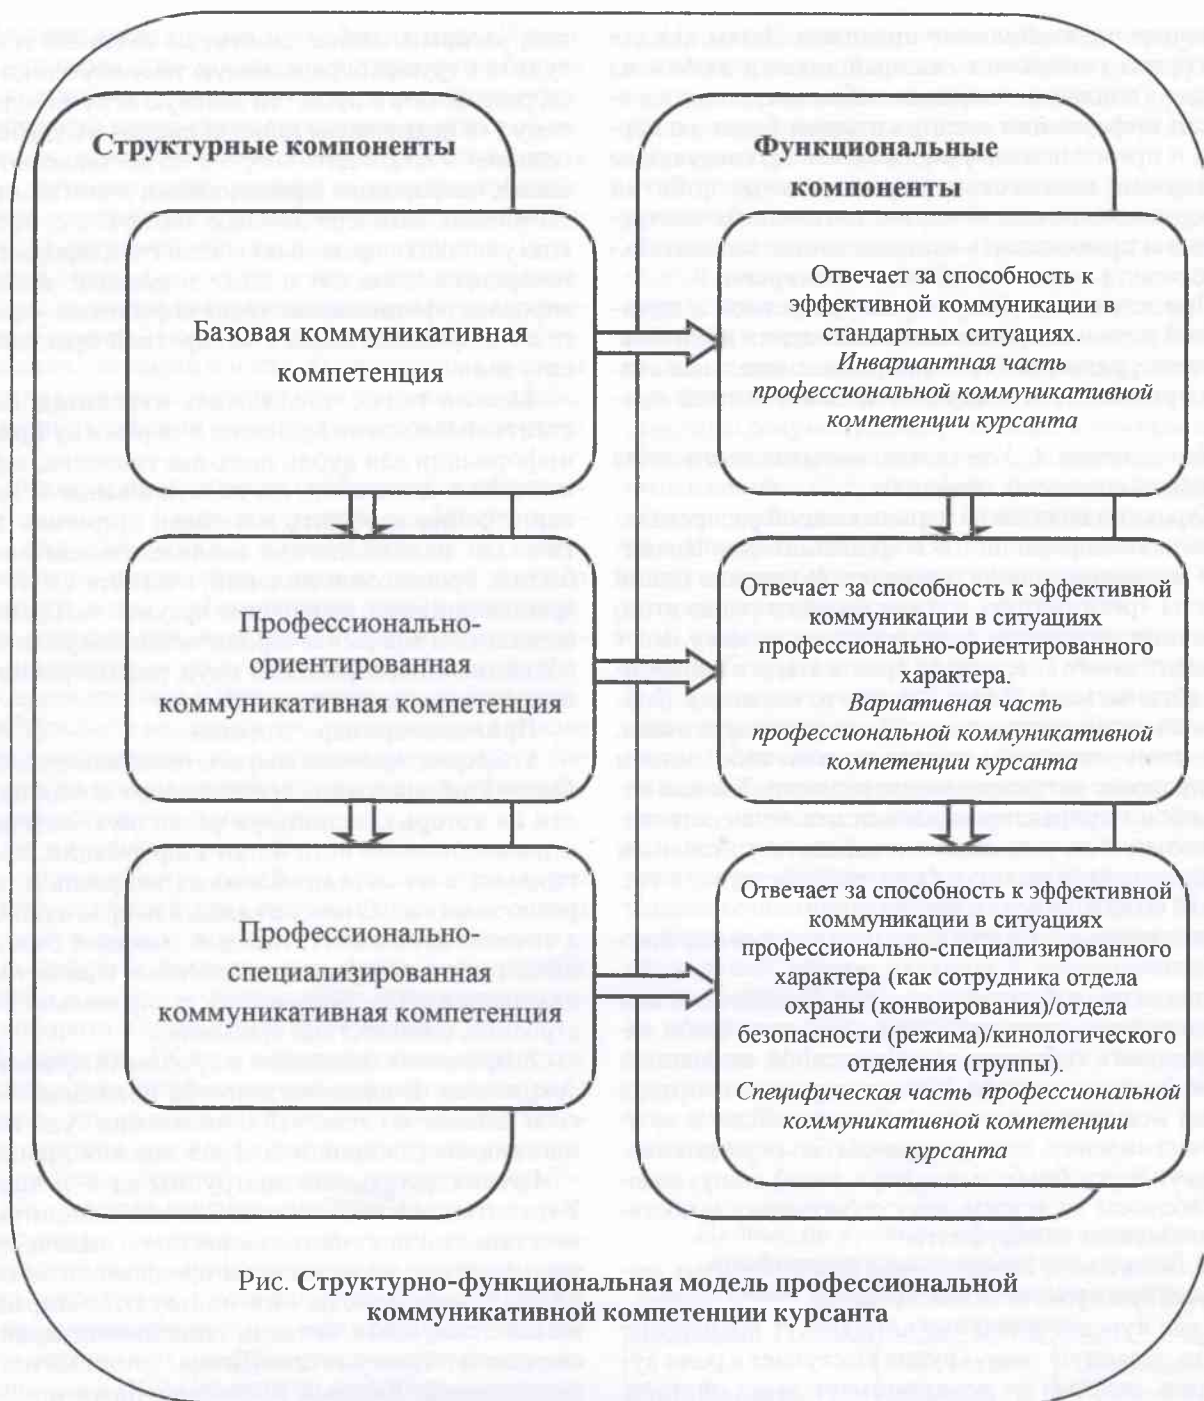 Структурные компоненты
Базовая коммуникативная
компетенция
Профессионально-
ориентированная
коммуникативная компетенция
Профессионально-
специализированная
коммуникативная компетенция
Функциональные
компоненты
Отвечает за способность к
эффективной коммуникации в
стандартных ситуациях.
Инвариантная часть
профессиональной коммуникативной
компетенции курсанта
Отвечает за способность к эффективной
коммуникации в ситуациях
профессионально-ориентированного
характера.
Вариативная часть
профессиональной коммуникативной
компетенции курсанта
Отвечает за способность к эффективной
коммуникации в ситуациях
профессионально-специализированного
характера (как сотрудника отдела
охраны (конвоирования)/отдела
безопасности (режима)/кинологического
отделения (группы).
Специфическая часть профессиональной
коммуникативной компетенции
курсанта
Рис. Структурно-функциональная модель профессиональной
коммуникативной компетенции курсанта